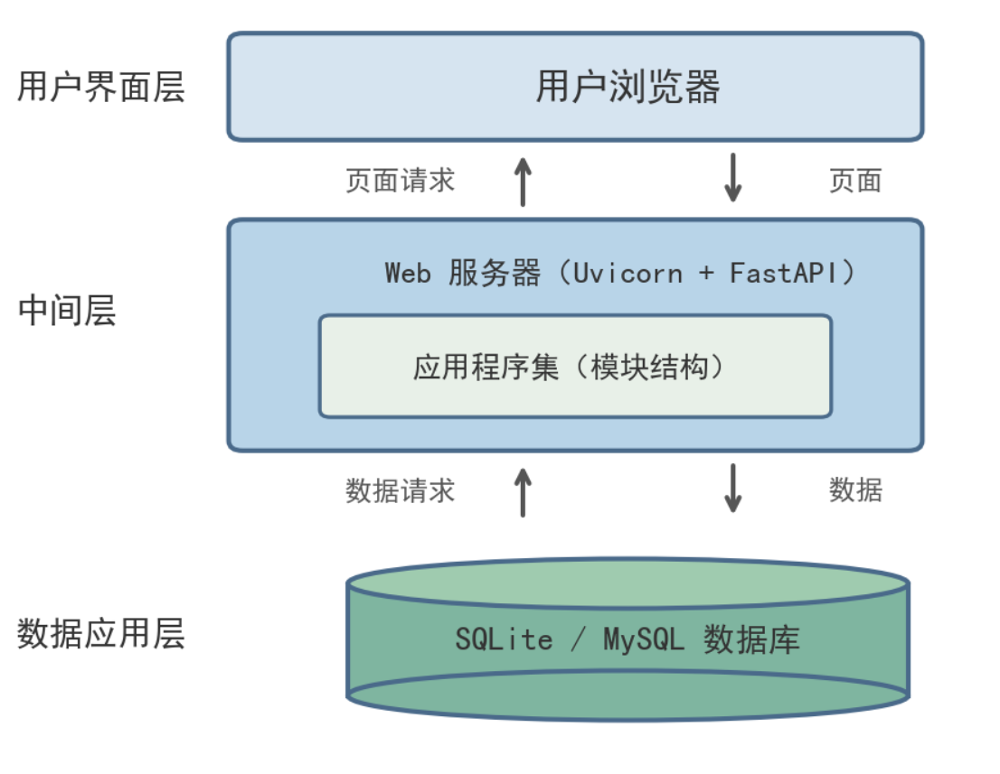 用户界面层
用户浏览器
页面请求
页面
中间层
Web 服务器（Uvicorn + FastAPI）
应用程序集（模块结构）
数据请求
数据
数据应用层
SQLite / MySQL 数据库